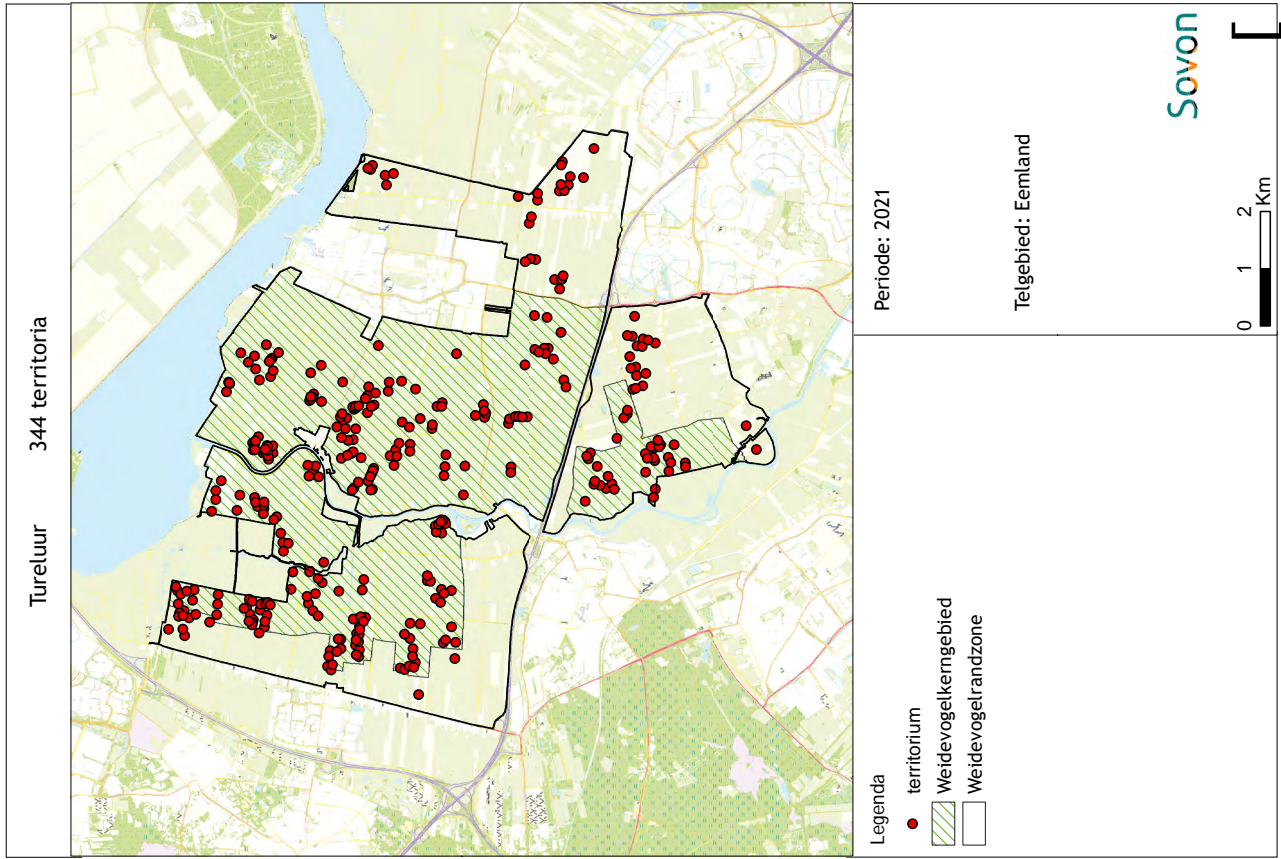 Tureluur
344 territoria
Legenda
territorium
Weidevogelkerngebied
Weidevogelrandzone
Periode: 2021
Telgebied: Eemland
0 1 2
Km
Sovon